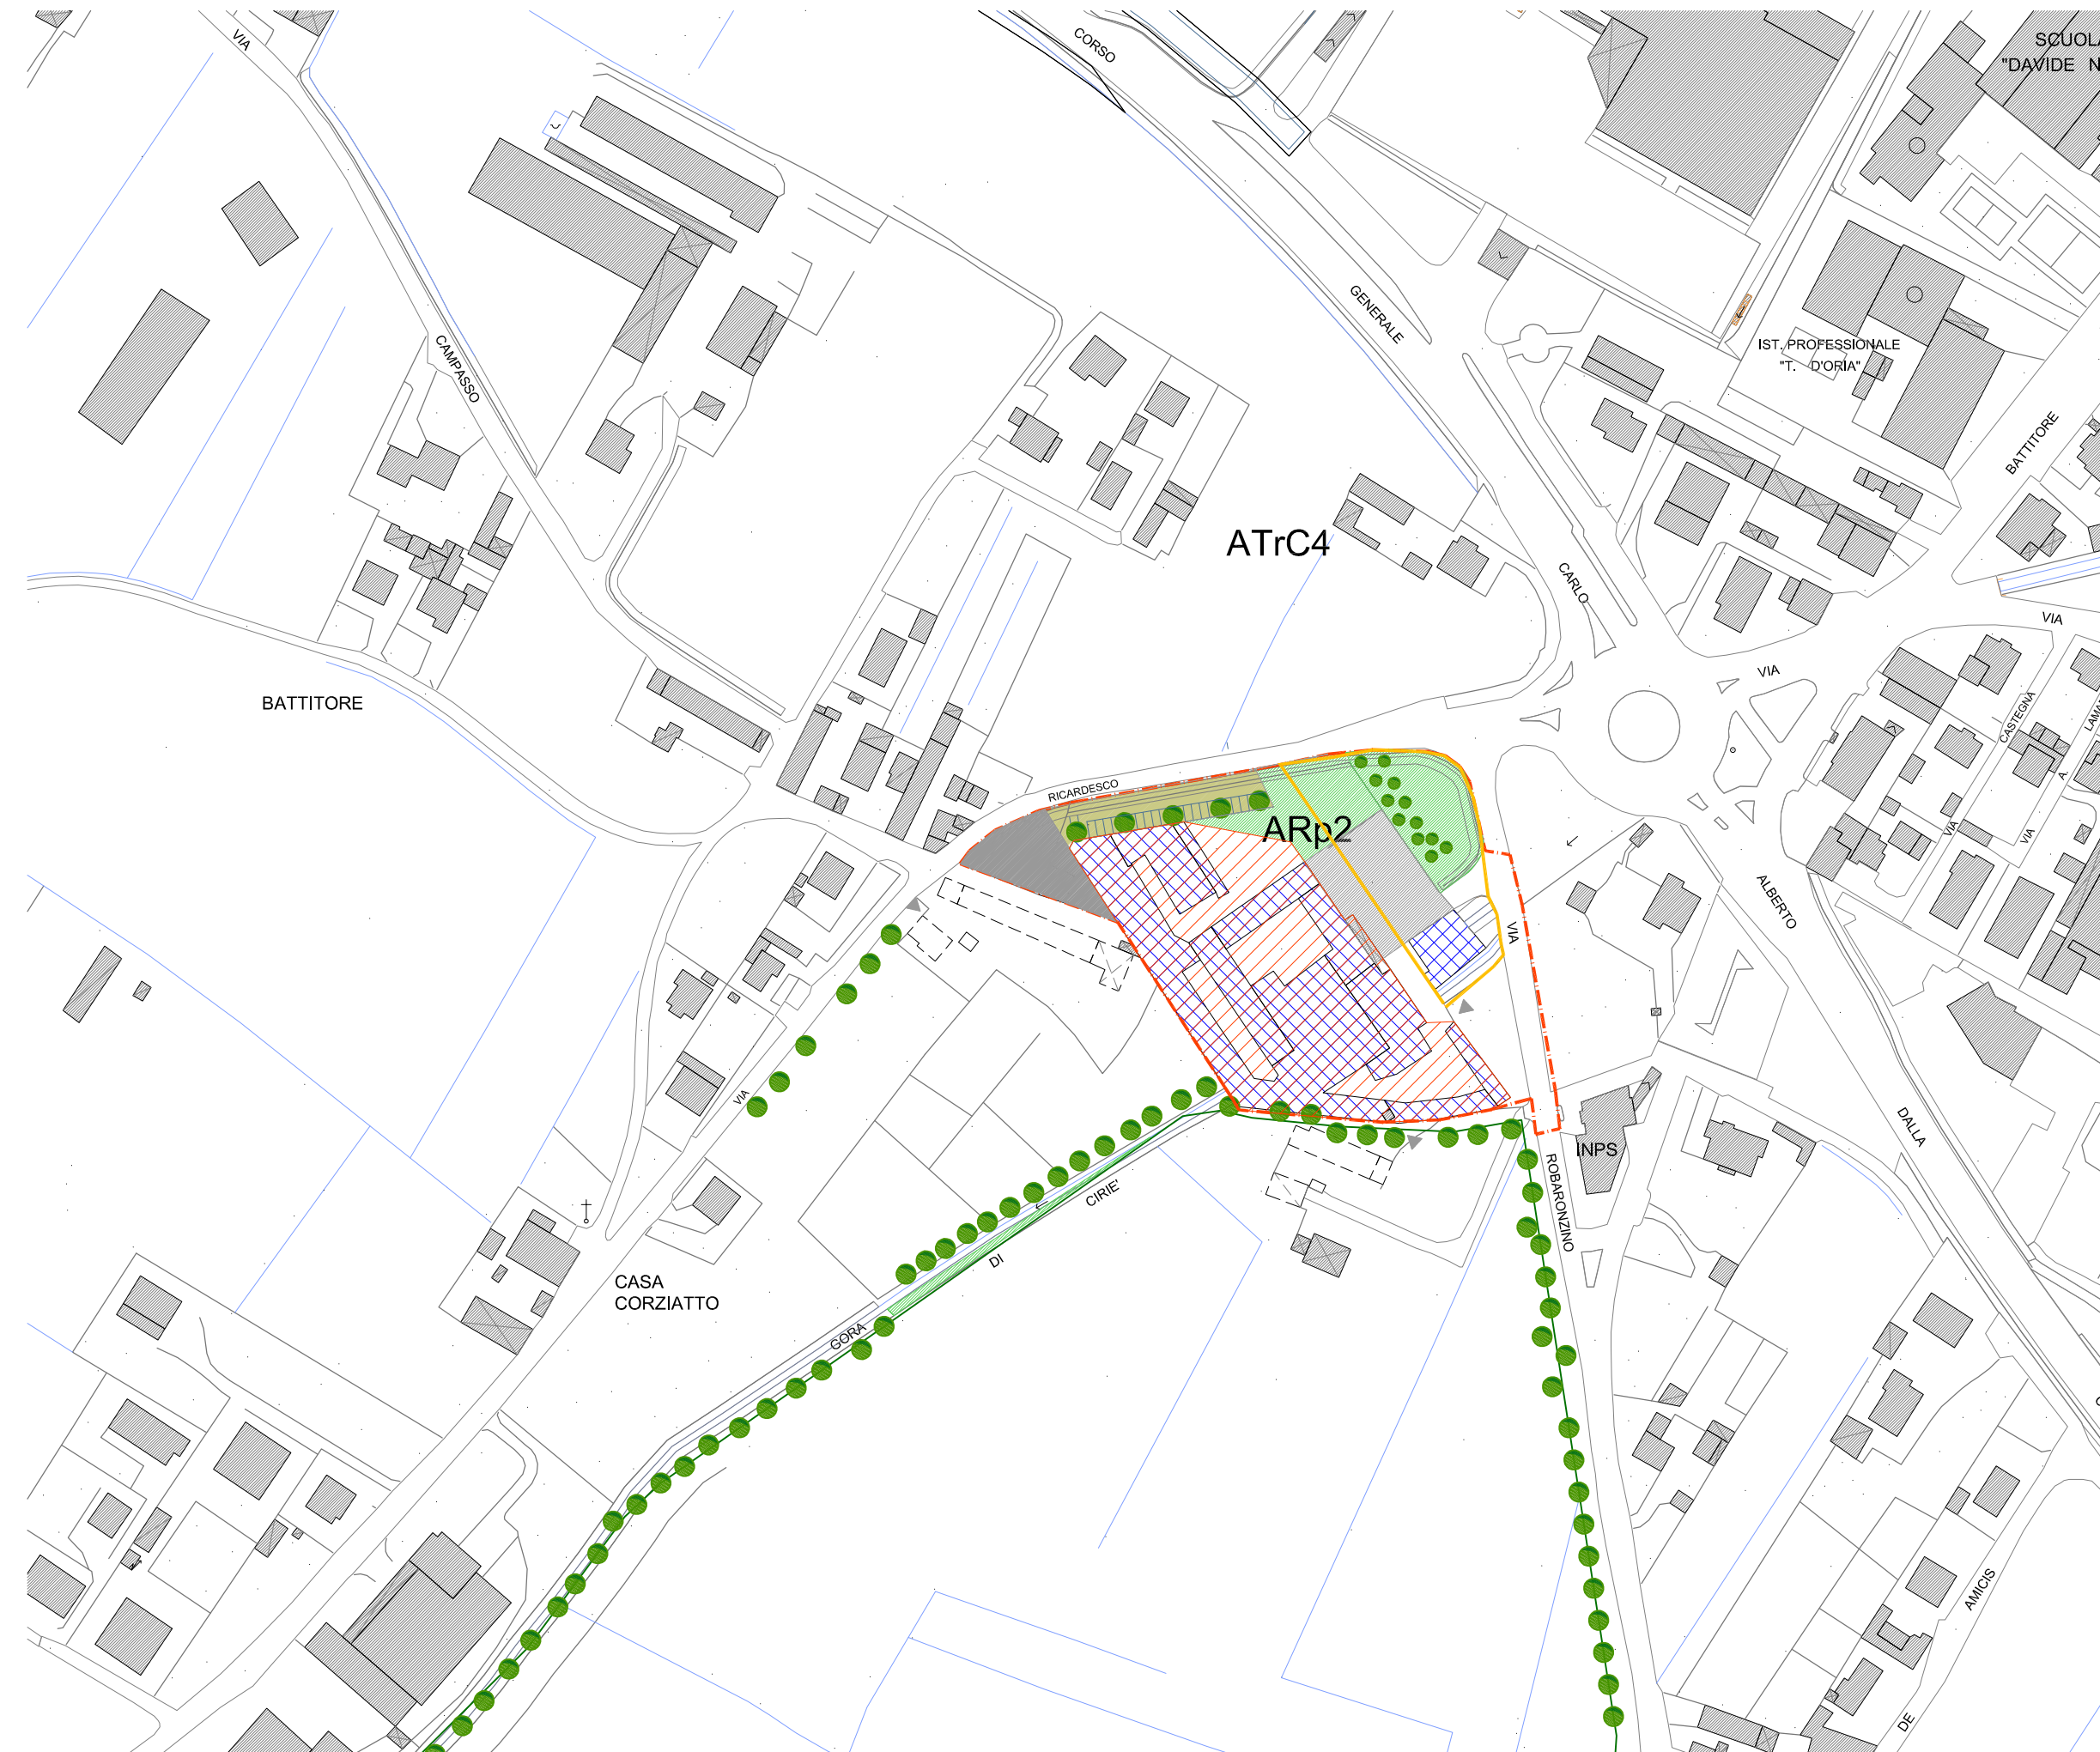 VIA
CORSO
SCUOLA
"DAVIDE N
GENERALE
IST. PROFESSIONALE
"T. D'ORIA"
CAMPASSO
BATTITORE
ATrC4
CARLO
VIA
VIA
BATTITORE
CASTEGNA
LAMA
A.
VIA
VIA
RICARDESCO
ARp2
ALBERTO
VIA
VIA
DALLA
INPS
ROBARONZINO
CIRIE'
DI
GORA
CASA
CORZIATTO
AMICIS
DE